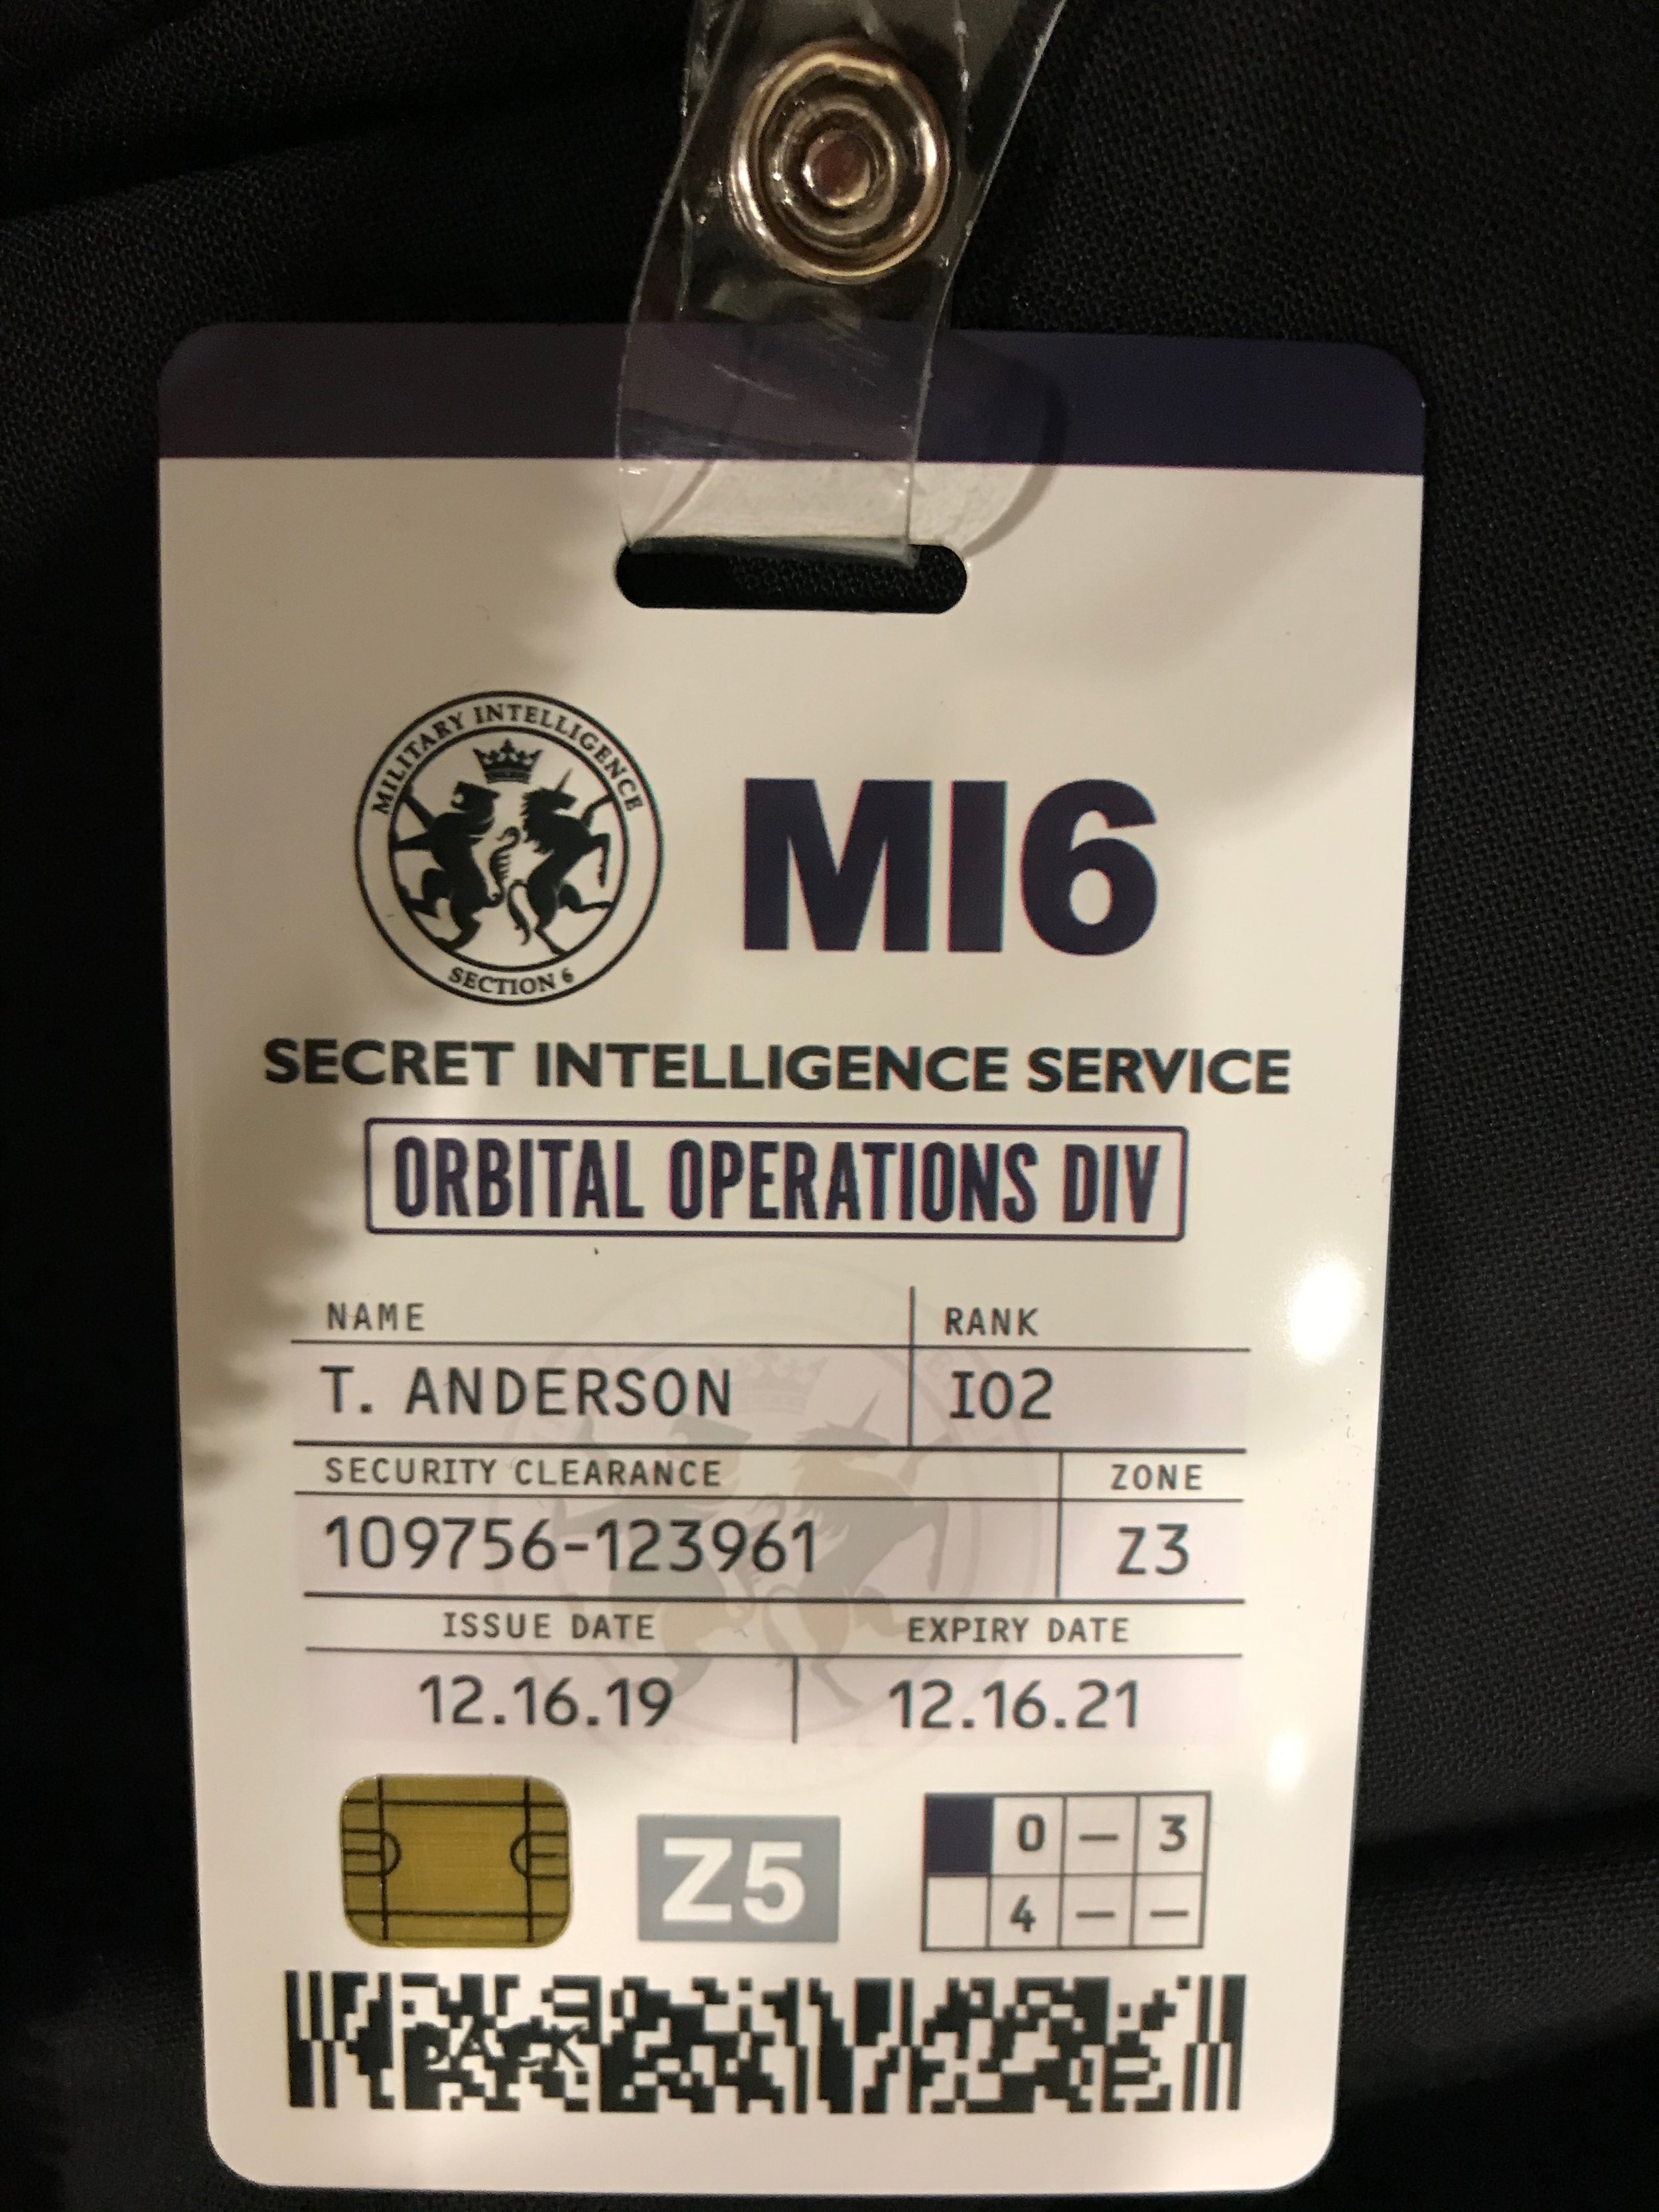 MILITARY INTELLIGENCE
SECTION 6
MI6
SECRET INTELLIGENCE SERVICE
ORBITAL OPERATIONS DIV
NAME RANK
T. ANDERSON IO2
SECURITY CLEARANCE ZONE
109756-123961 Z3
ISSUE DATE EXPIRY DATE
12.16.19 12.16.21
Z5
0 — 3
4 — —